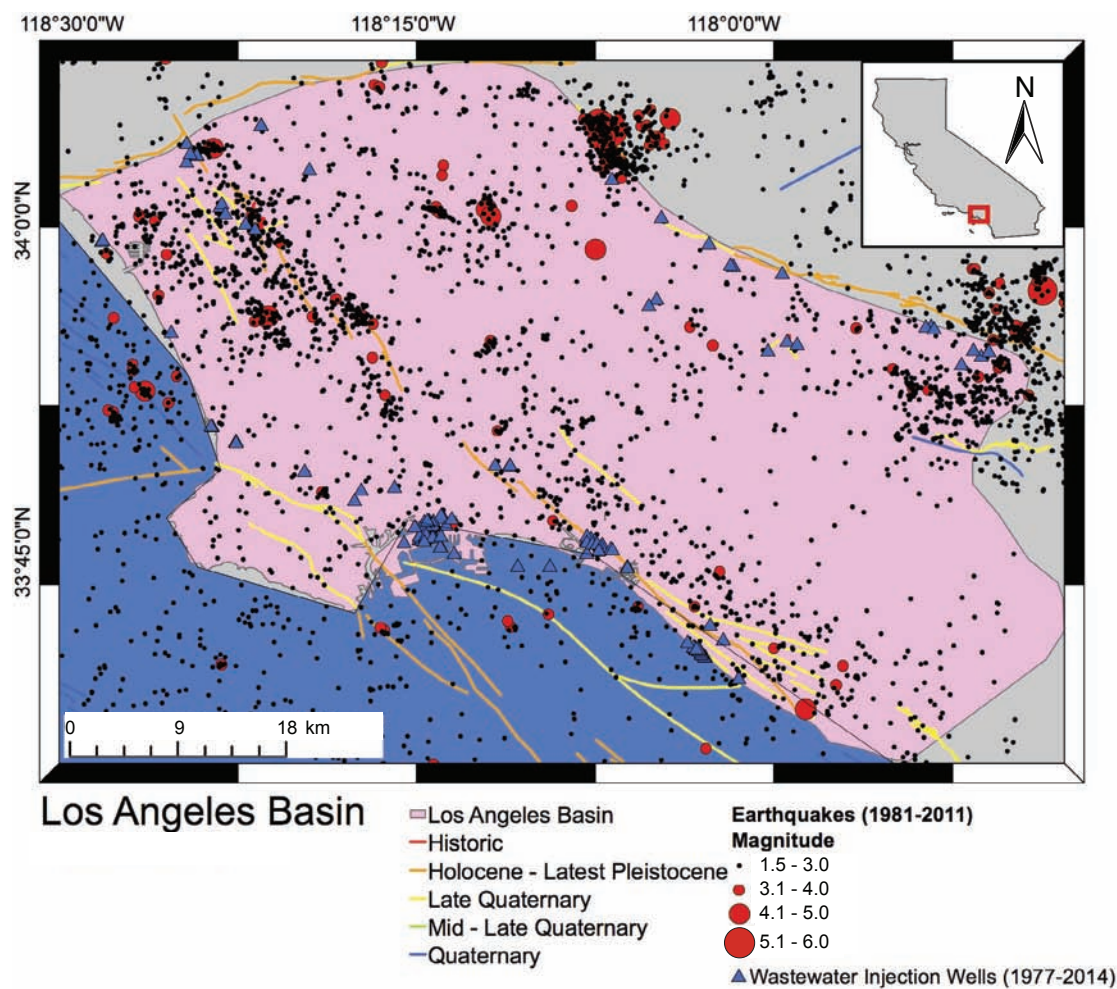 118°30'0"W 118°15'0"W 118°0'0"W
N
34°0'0"N
33°45'0"N
0 9 18 km
Los Angeles Basin
Los Angeles Basin
Historic
Holocene - Latest Pleistocene
Late Quaternary
Mid - Late Quaternary
Quaternary
Earthquakes (1981-2011)
Magnitude
1.5 - 3.0
3.1 - 4.0
4.1 - 5.0
5.1 - 6.0
Wastewater Injection Wells (1977-2014)